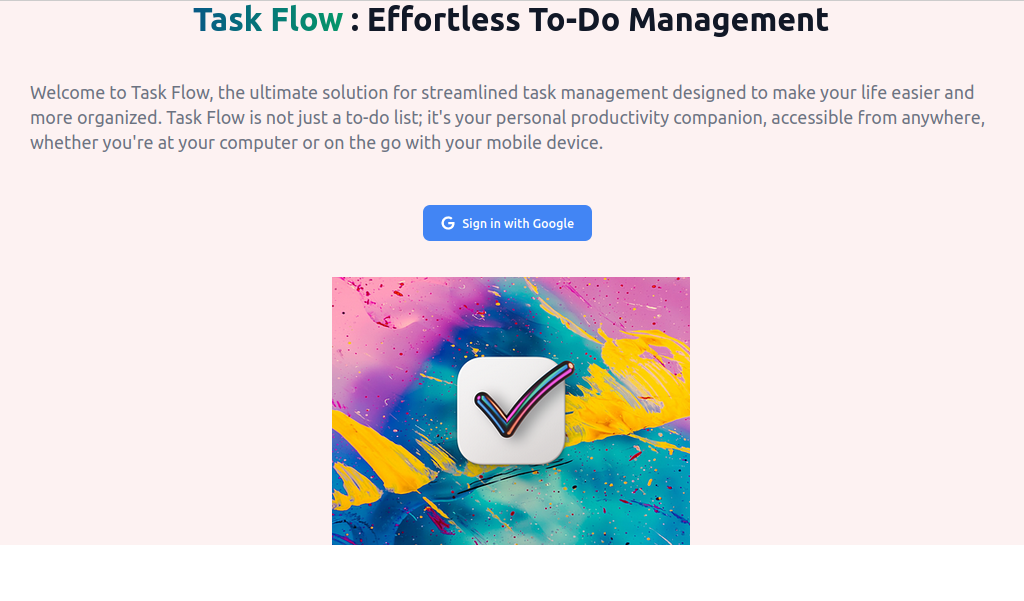 Task Flow : Effortless To-Do Management
Welcome to Task Flow, the ultimate solution for streamlined task management designed to make your life easier and
more organized. Task Flow is not just a to-do list; it's your personal productivity companion, accessible from anywhere,
whether you're at your computer or on the go with your mobile device.
Sign in with Google